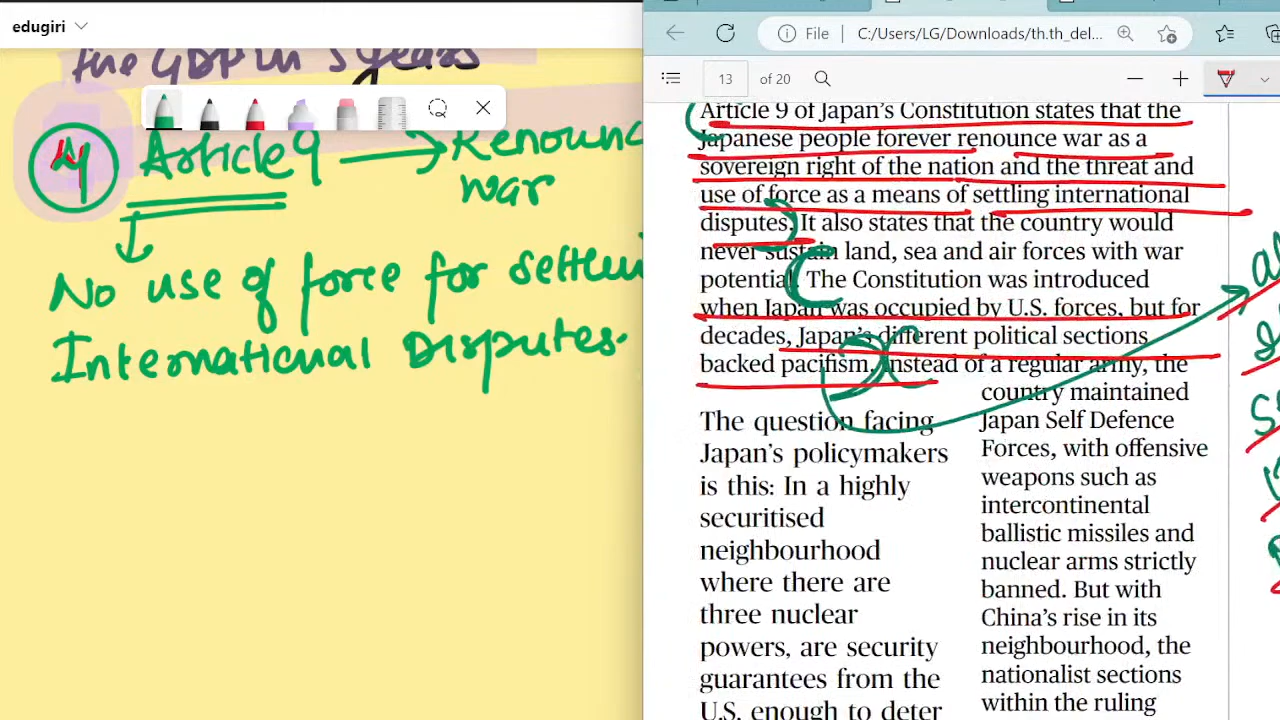 edugiri
the GDP in 5 years
4 Article 9 → Renounc
war
No use of force for settlin
International Disputes.
File C:/Users/LG/Downloads/th.th_del...
13 of 20
Article 9 of Japan's Constitution states that the
Japanese people forever renounce war as a
sovereign right of the nation and the threat and
use of force as a means of settling international
disputes. It also states that the country would
never sustain land, sea and air forces with war
potential. The Constitution was introduced
when Japan was occupied by U.S. forces, but for
decades, Japan's different political sections
backed pacifism. Instead of a regular army, the
country maintained
Japan Self Defence
Forces, with offensive
weapons such as
intercontinental
ballistic missiles and
nuclear arms strictly
banned. But with
China's rise in its
neighbourhood, the
nationalist sections
within the ruling
The question facing
Japan's policymakers
is this: In a highly
securitised
neighbourhood
where there are
three nuclear
powers, are security
guarantees from the
U.S. enough to deter